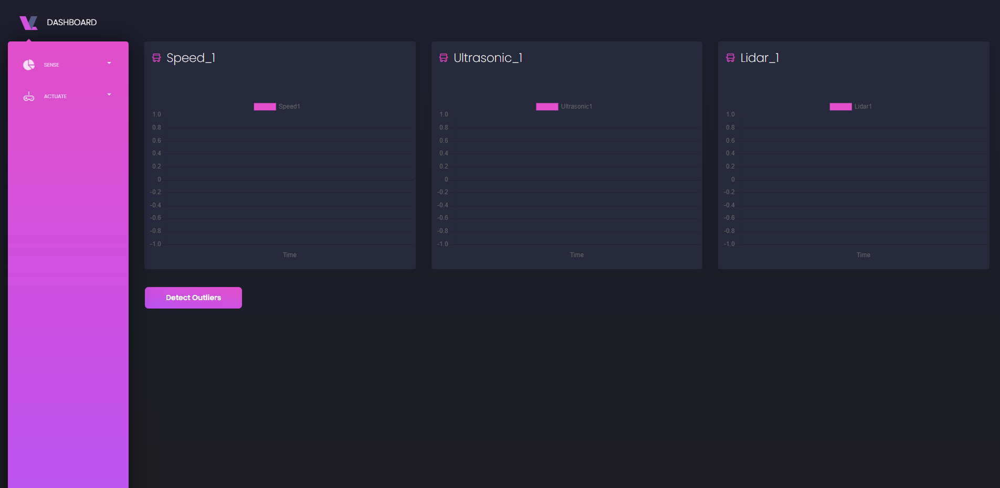 DASHBOARD
SENSE
ACTUATE
Speed_1
Speed1
1.0
0.8
0.6
0.4
0.2
0
-0.2
-0.4
-0.6
-0.8
-1.0
Time
Ultrasonic_1
Ultrasonic1
1.0
0.8
0.6
0.4
0.2
0
-0.2
-0.4
-0.6
-0.8
-1.0
Time
Lidar_1
Lidar1
1.0
0.8
0.6
0.4
0.2
0
-0.2
-0.4
-0.6
-0.8
-1.0
Time
Detect Outliers